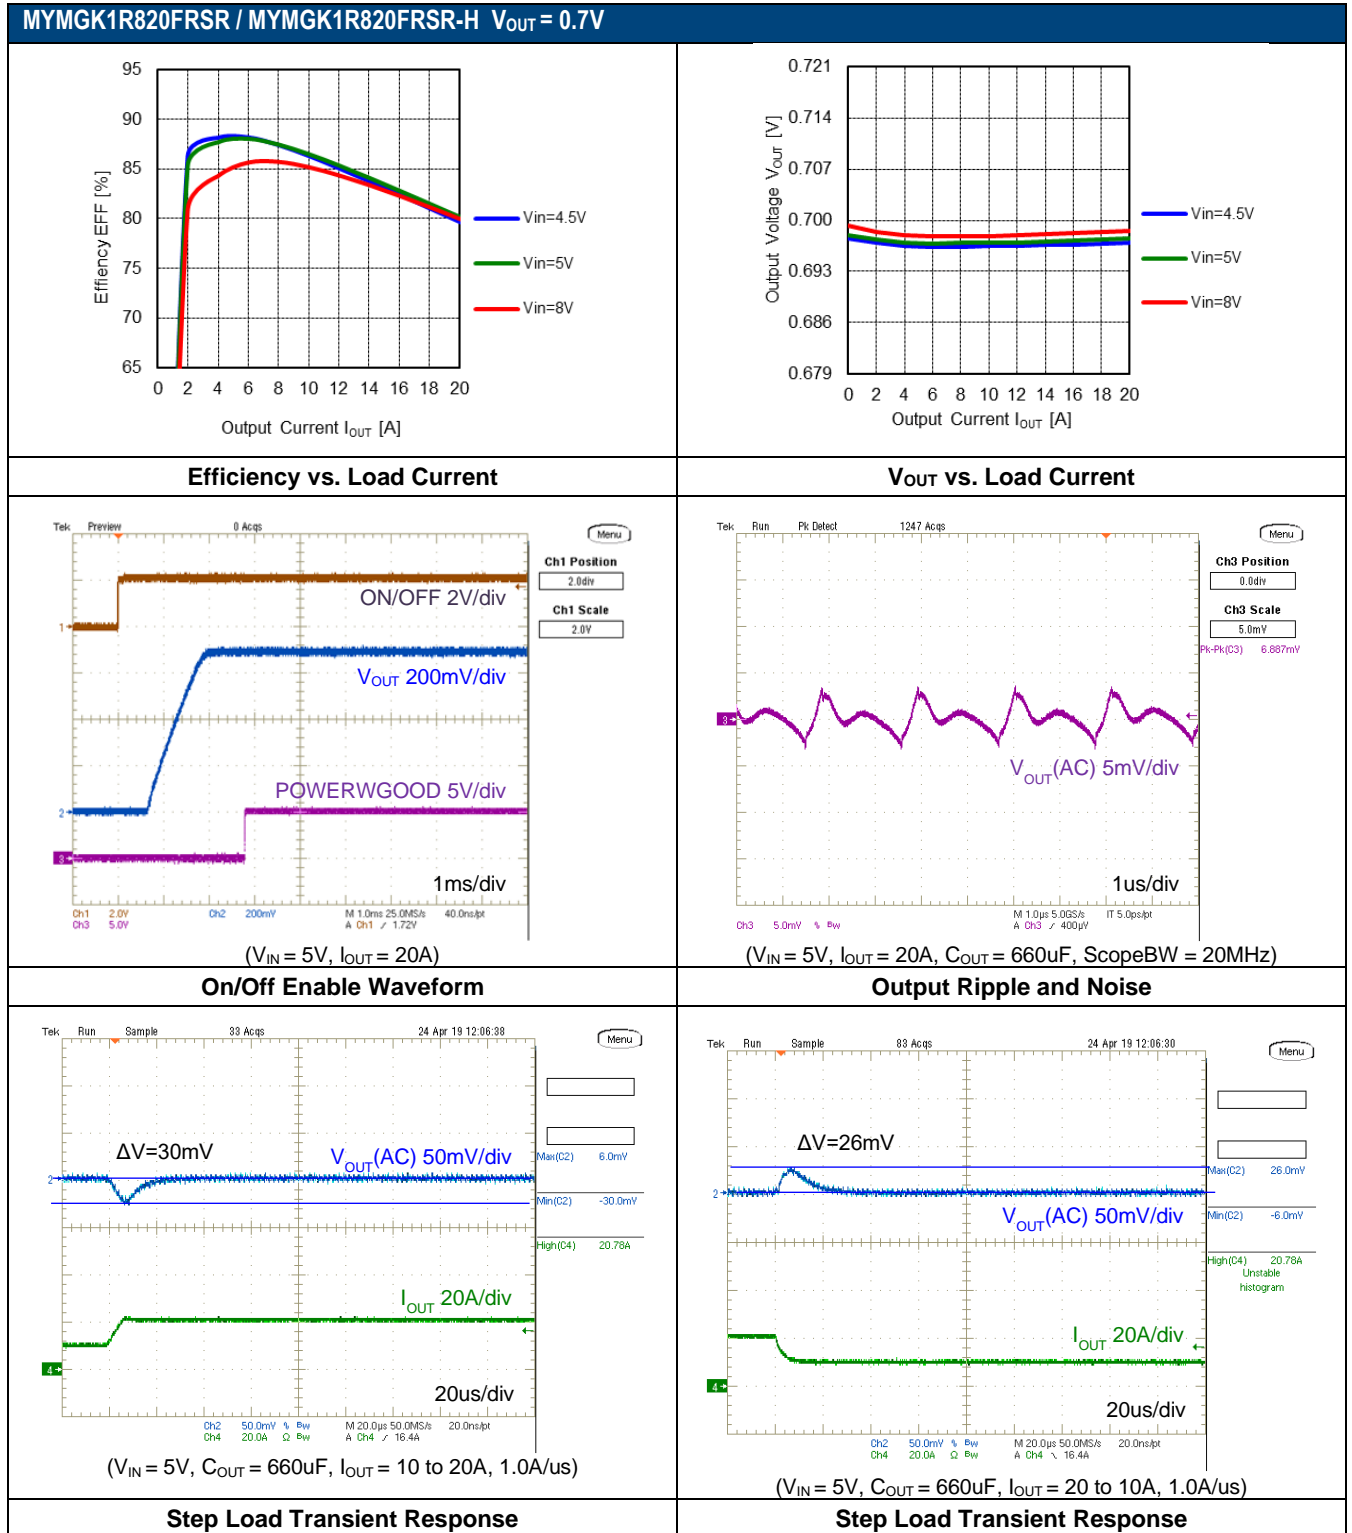 MYMGK1R820FRSR / MYMGK1R820FRSR-H VOUT = 0.7V
95
90
85
80
75
70
65
Effiency EFF [%]
0 2 4 6 8 10 12 14 16 18 20
Output Current IOUT [A]
Vin=4.5V
Vin=5V
Vin=8V
0.721
0.714
0.707
0.700
0.693
0.686
0.679
Output Voltage VOUT [V]
0 2 4 6 8 10 12 14 16 18 20
Output Current IOUT [A]
Vin=4.5V
Vin=5V
Vin=8V
Efficiency vs. Load Current
VOUT vs. Load Current
Tek Preview 0 Acqs
Menu
Ch1 Position
2.0div
Ch1 Scale
2.0V
ON/OFF 2V/div
1
VOUT 200mV/div
POWERWGOOD 5V/div
2
3
1ms/div
Ch1 2.0V Ch2 200mV M 1.0ms 25.0MS/s 40.0ns/pt
Ch3 5.0V A Ch1 / 1.72V
(VIN = 5V, IOUT = 20A)
Tek Run Pk Detect 1247 Acqs
Menu
Ch3 Position
0.0div
Ch3 Scale
5.0mV
Pk-Pk(C3) 6.887mV
3
VOUT(AC) 5mV/div
1us/div
M 1.0µs 5.0GS/s IT 5.0ps/pt
Ch3 5.0mV % BW A Ch3 / 400µV
(VIN = 5V, IOUT = 20A, COUT = 660uF, ScopeBW = 20MHz)
On/Off Enable Waveform
Output Ripple and Noise
Tek Run Sample 33 Acqs 24 Apr 19 12:06:38
Menu
ΔV=30mV
VOUT(AC) 50mV/div
Max(C2) 6.0mV
2
Min(C2) -30.0mV
High(C4) 20.78A
IOUT 20A/div
4
20us/div
Ch2 50.0mV % BW M 20.0µs 50.0MS/s 20.0ns/pt
Ch4 20.0A Ω BW A Ch4 / 16.4A
(VIN = 5V, COUT = 660uF, IOUT = 10 to 20A, 1.0A/us)
Tek Run Sample 83 Acqs 24 Apr 19 12:06:30
Menu
ΔV=26mV
Max(C2) 26.0mV
2
VOUT(AC) 50mV/div
Min(C2) -6.0mV
High(C4) 20.78A
Unstable
histogram
IOUT 20A/div
4
20us/div
Ch2 50.0mV % BW M 20.0µs 50.0MS/s 20.0ns/pt
Ch4 20.0A Ω BW A Ch4 \ 16.4A
(VIN = 5V, COUT = 660uF, IOUT = 20 to 10A, 1.0A/us)
Step Load Transient Response
Step Load Transient Response